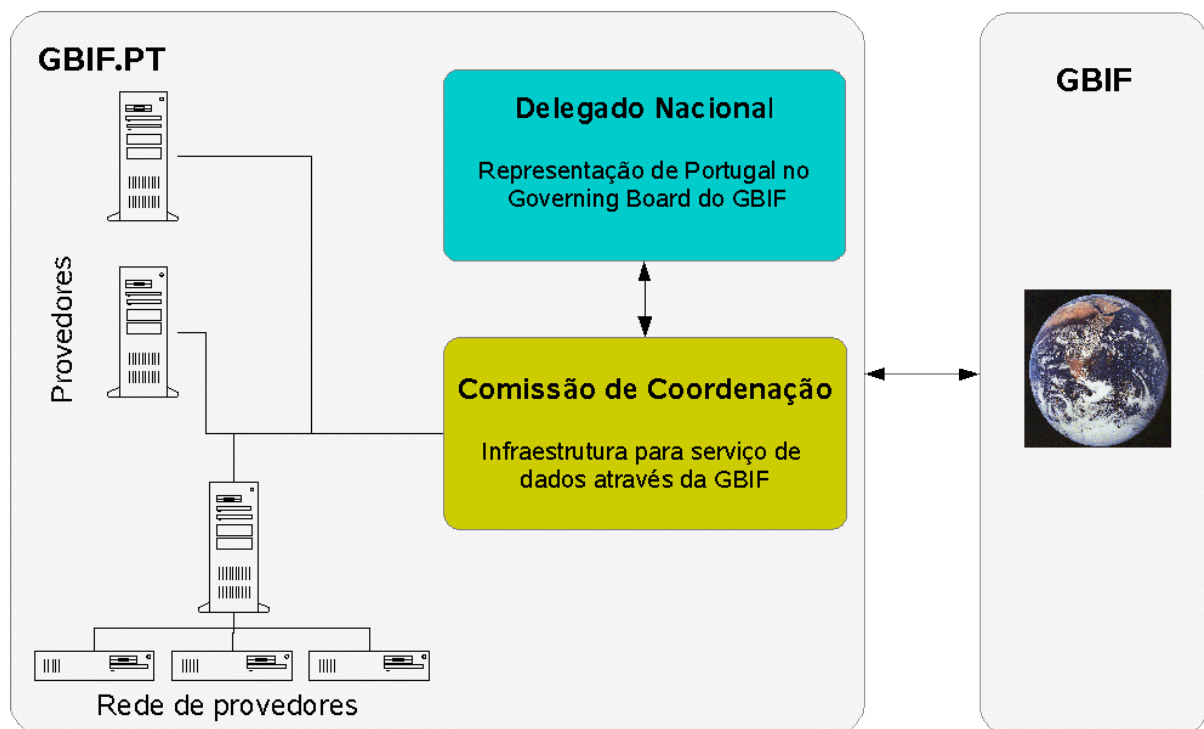 GBIF.PT
Provedores
Rede de provedores
Delegado Nacional
Representação de Portugal no
Governing Board do GBIF
Comissão de Coordenação
Infraestrutura para serviço de
dados através da GBIF
GBIF